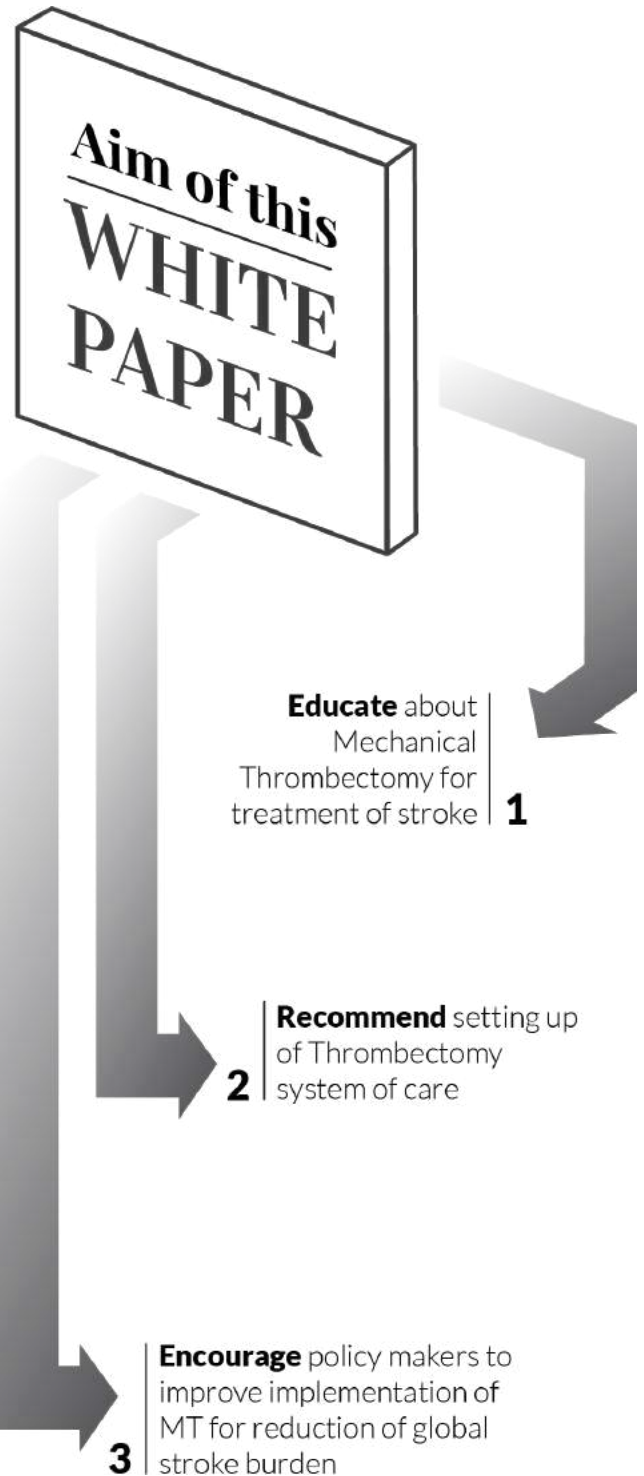 Aim of this
WHITE
PAPER
Educate about
Mechanical
Thrombectomy for
treatment of stroke
1
Recommend setting up
of Thrombectomy
system of care
2
Encourage policy makers to
improve implementation of
MT for reduction of global
stroke burden
3